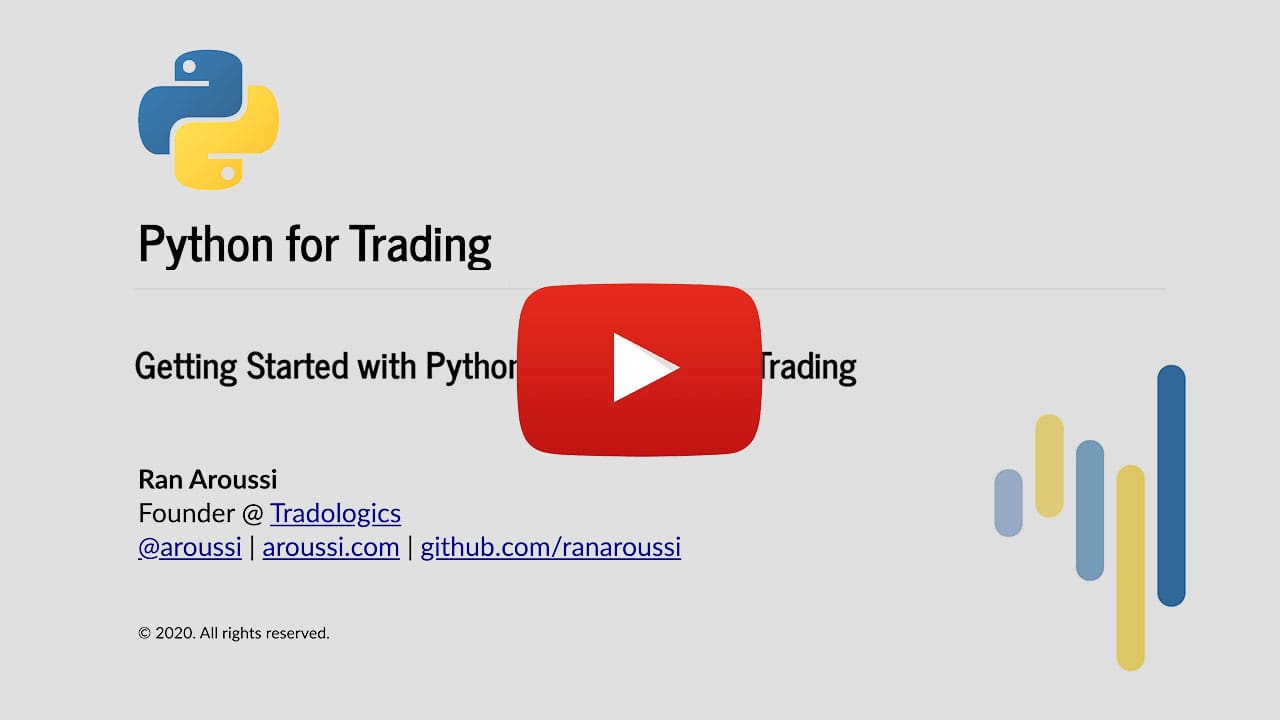 Python for Trading
Getting Started with Python Trading
Ran Aroussi
Founder @ Tradologics
@aroussi | aroussi.com | github.com/ranaroussi
© 2020. All rights reserved.